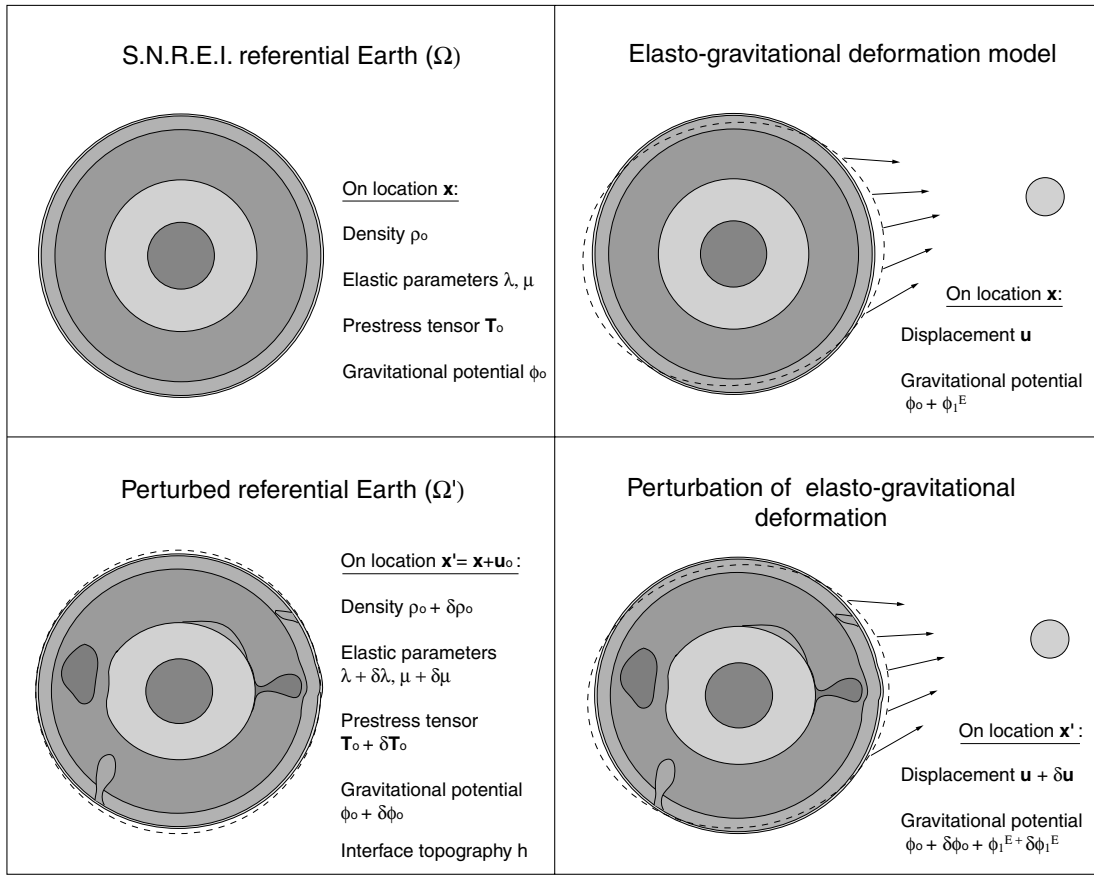 S.N.R.E.I. referential Earth (Ω)
On location x:
Density ρo
Elastic parameters λ, μ
Prestress tensor To
Gravitational potential ϕo
Elasto-gravitational deformation model
On location x:
Displacement u
Gravitational potential
ϕo + ϕ1E
Perturbed referential Earth (Ω')
On location x'= x+uo :
Density ρo + δρo
Elastic parameters
λ + δλ, μ + δμ
Prestress tensor
To + δTo
Gravitational potential
ϕo + δϕo
Interface topography h
Perturbation of elasto-gravitational
deformation
On location x' :
Displacement u + δu
Gravitational potential
ϕo + δϕo + ϕ1E + δϕ1E